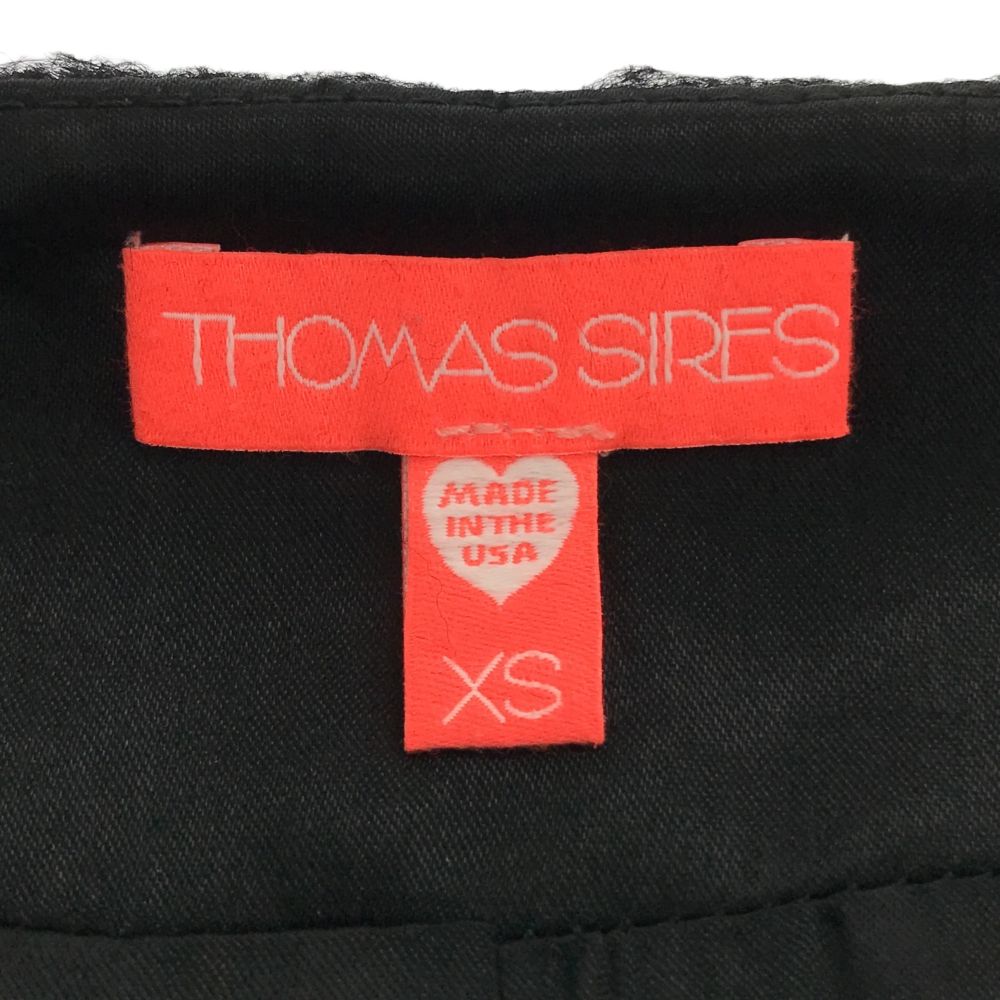 THOMAS SIRES
MADE
IN THE
USA
XS